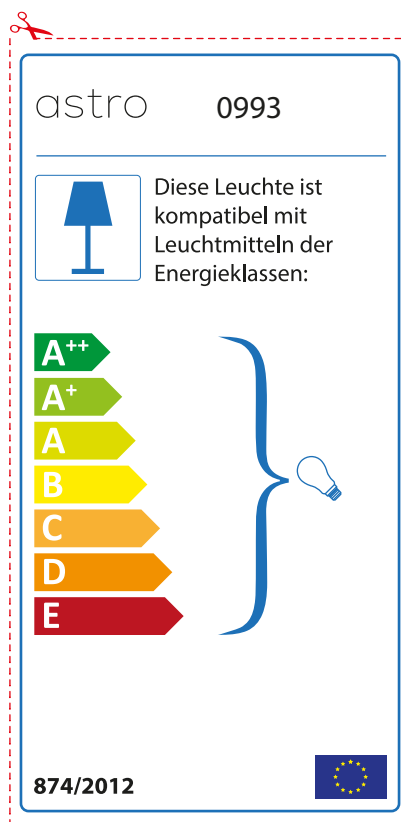 astro 0993
Diese Leuchte ist
kompatibel mit
Leuchtmitteln der
Energieklassen:
A++
A+
A
B
C
D
E
874/2012